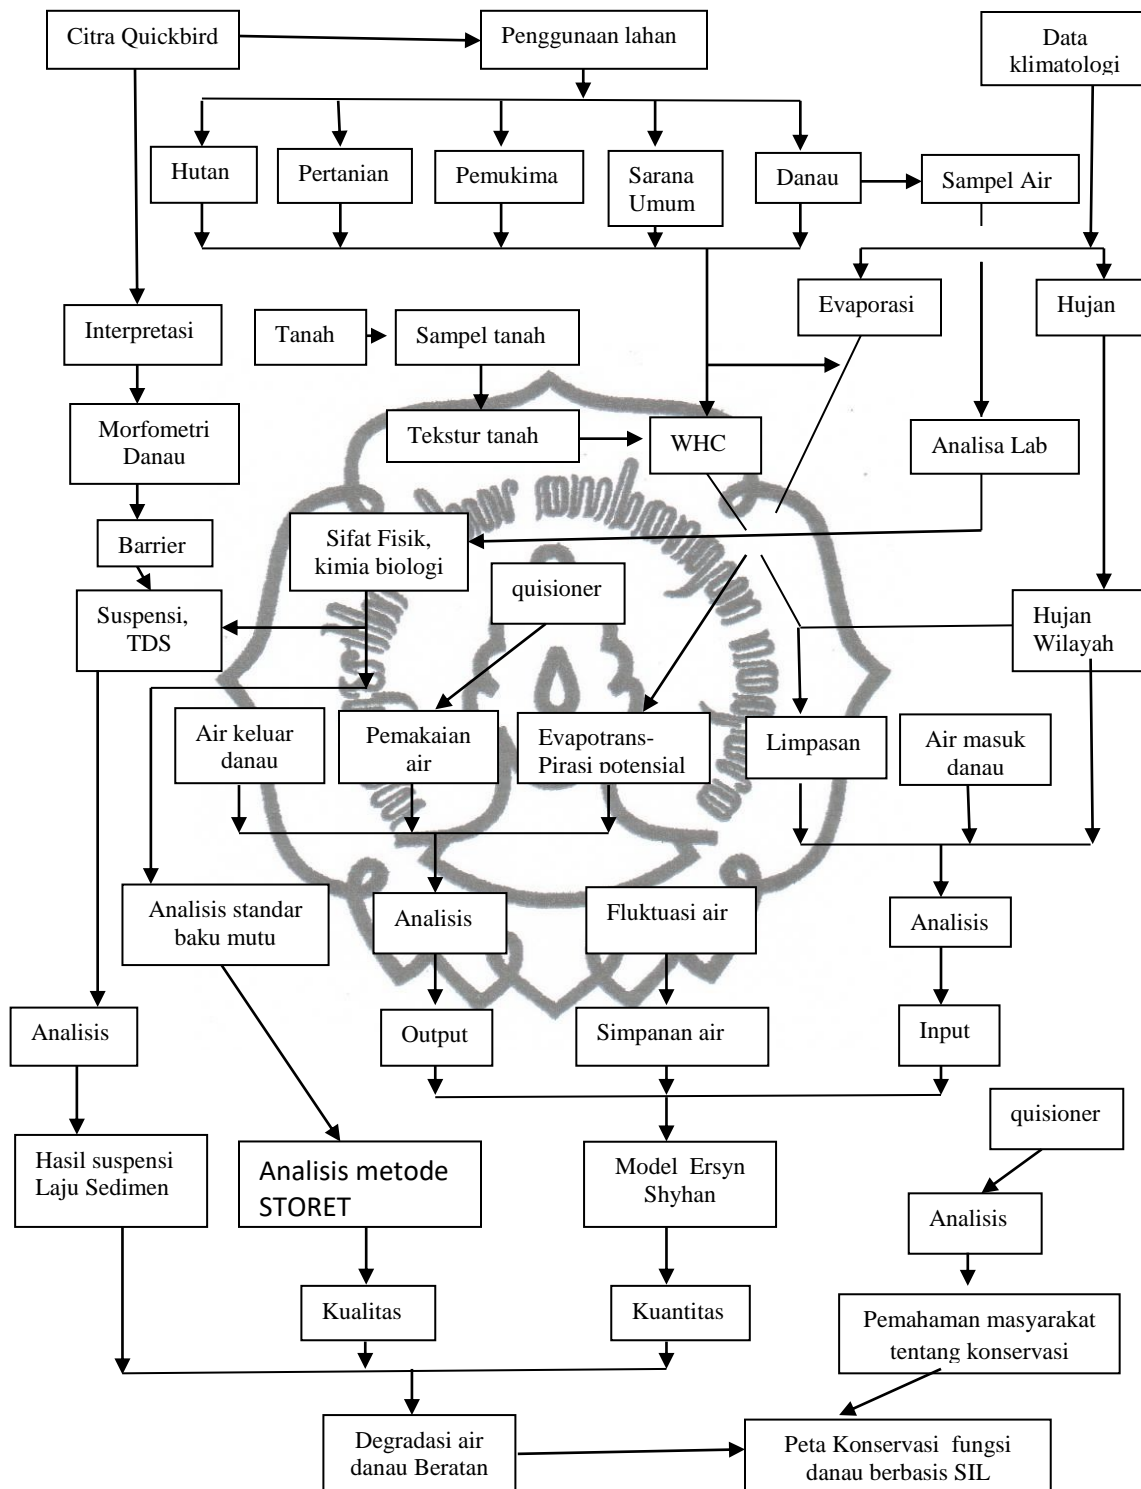 Citra Quickbird
Penggunaan lahan
Data
klimatologi
Hutan
Pertanian
Pemukima
Sarana
Umum
Danau
Sampel Air
Evaporasi
Hujan
Interpretasi
Tanah
Sampel tanah
Morfometri
Danau
Tekstur tanah
WHC
Analisa Lab
Barrier
Sifat Fisik,
kimia biologi
quisioner
Suspensi,
TDS
Hujan
Wilayah
Air keluar
danau
Pemakaian
air
Evapotrans-
Pirasi potensial
Limpasan
Air masuk
danau
Analisis standar
baku mutu
Analisis
Fluktuasi air
Analisis
Analisis
Output
Simpanan air
Input
quisioner
Hasil suspensi
Laju Sedimen
Analisis metode
STORET
Model Ersyn
Shyhan
Analisis
Kualitas
Kuantitas
Pemahaman masyarakat
tentang konservasi
Degradasi air
danau Beratan
Peta Konservasi fungsi
danau berbasis SIL